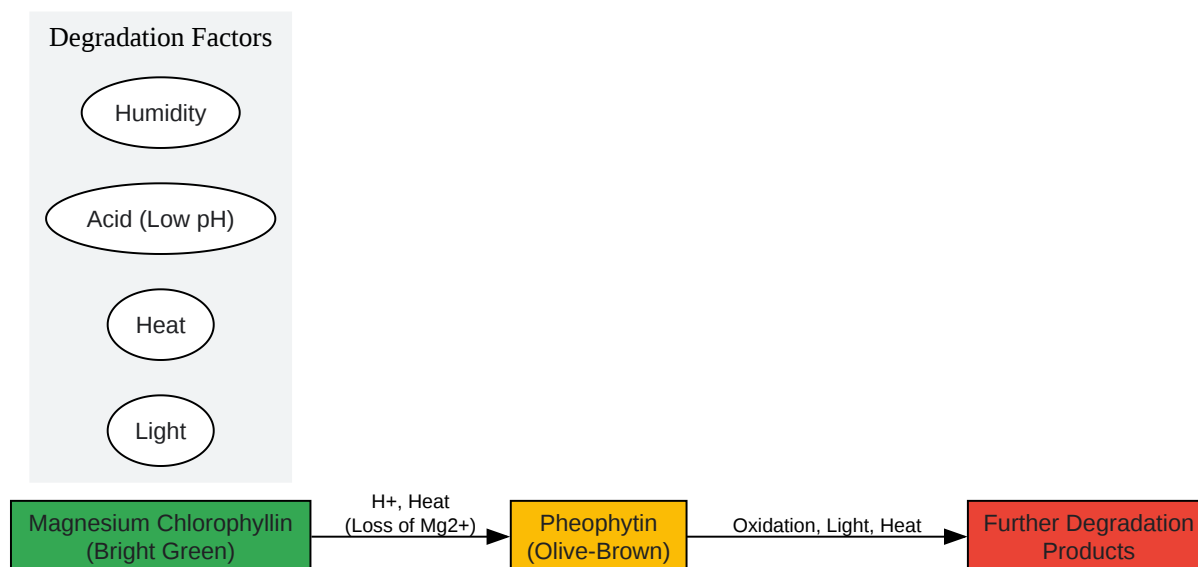 Degradation Factors
Humidity
Acid (Low pH)
Heat
Light
Magnesium Chlorophyllin
(Bright Green)
H+, Heat
(Loss of Mg2+)
Pheophytin
(Olive-Brown)
Oxidation, Light, Heat
Further Degradation
Products